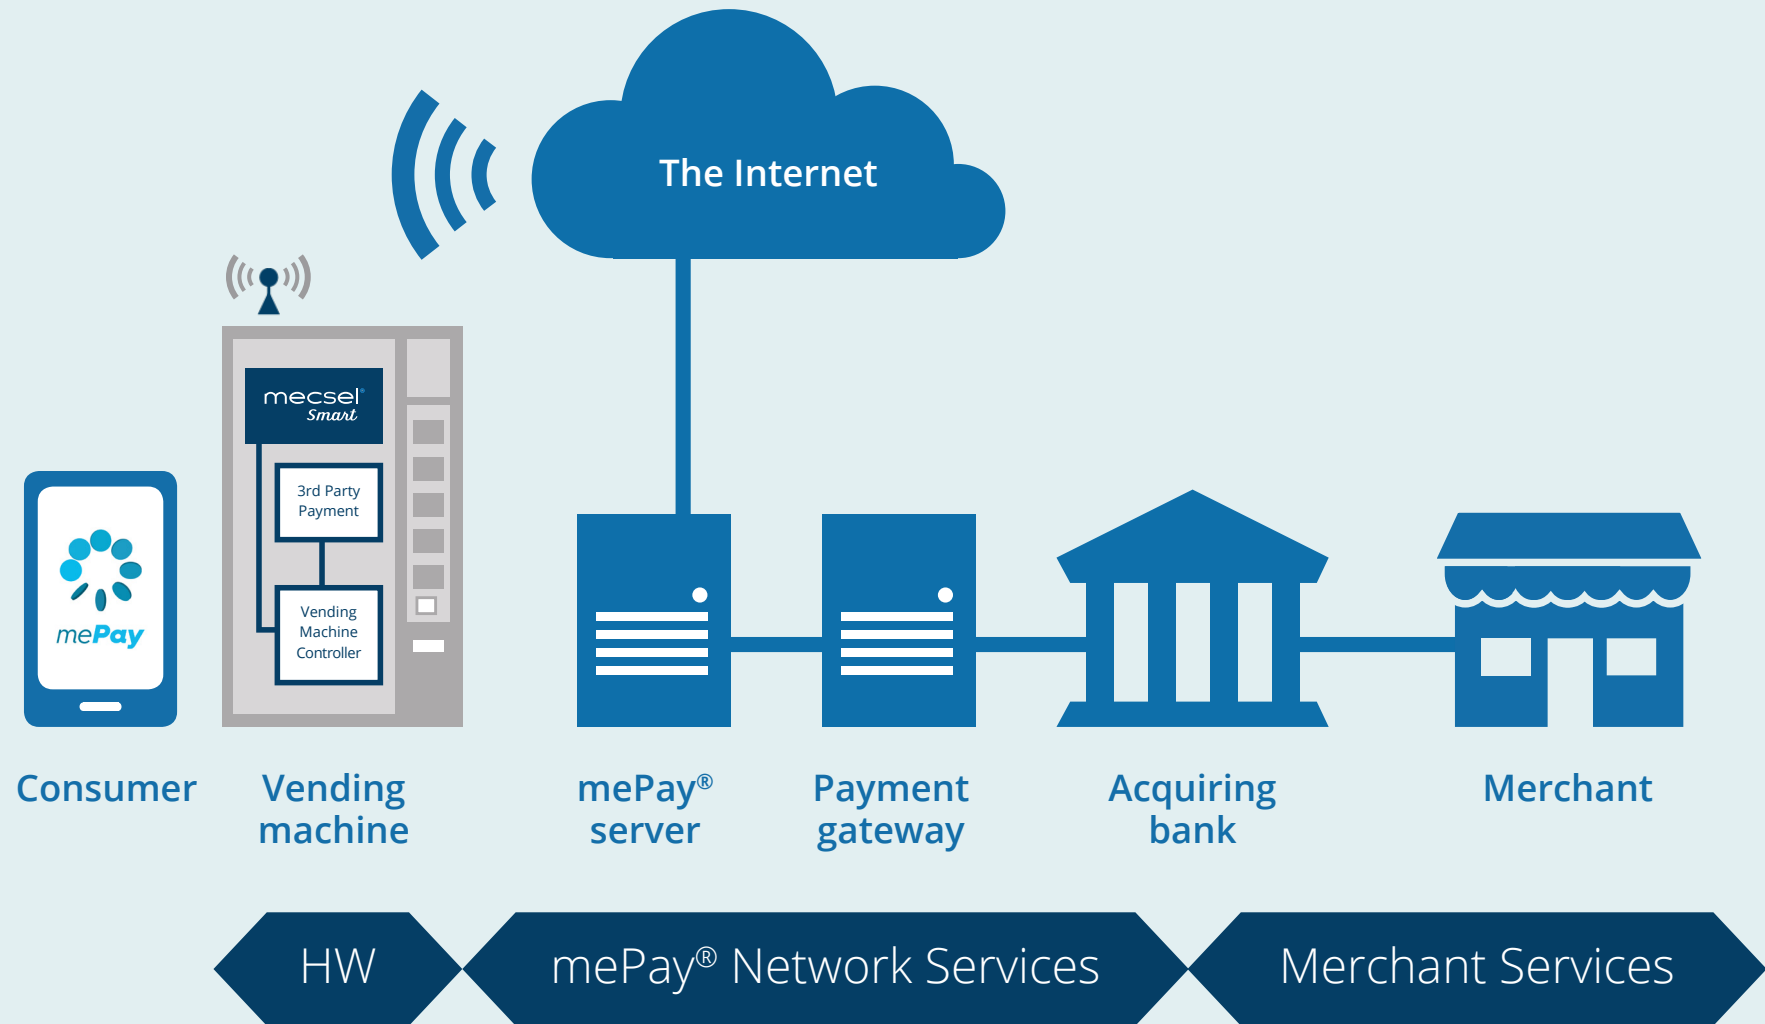 The Internet
mecsel®
Smart
3rd Party
Payment
Vending
Machine
Controller
mePay
Consumer
Vending
machine
mePay®
server
Payment
gateway
Acquiring
bank
Merchant
HW
mePay® Network Services
Merchant Services